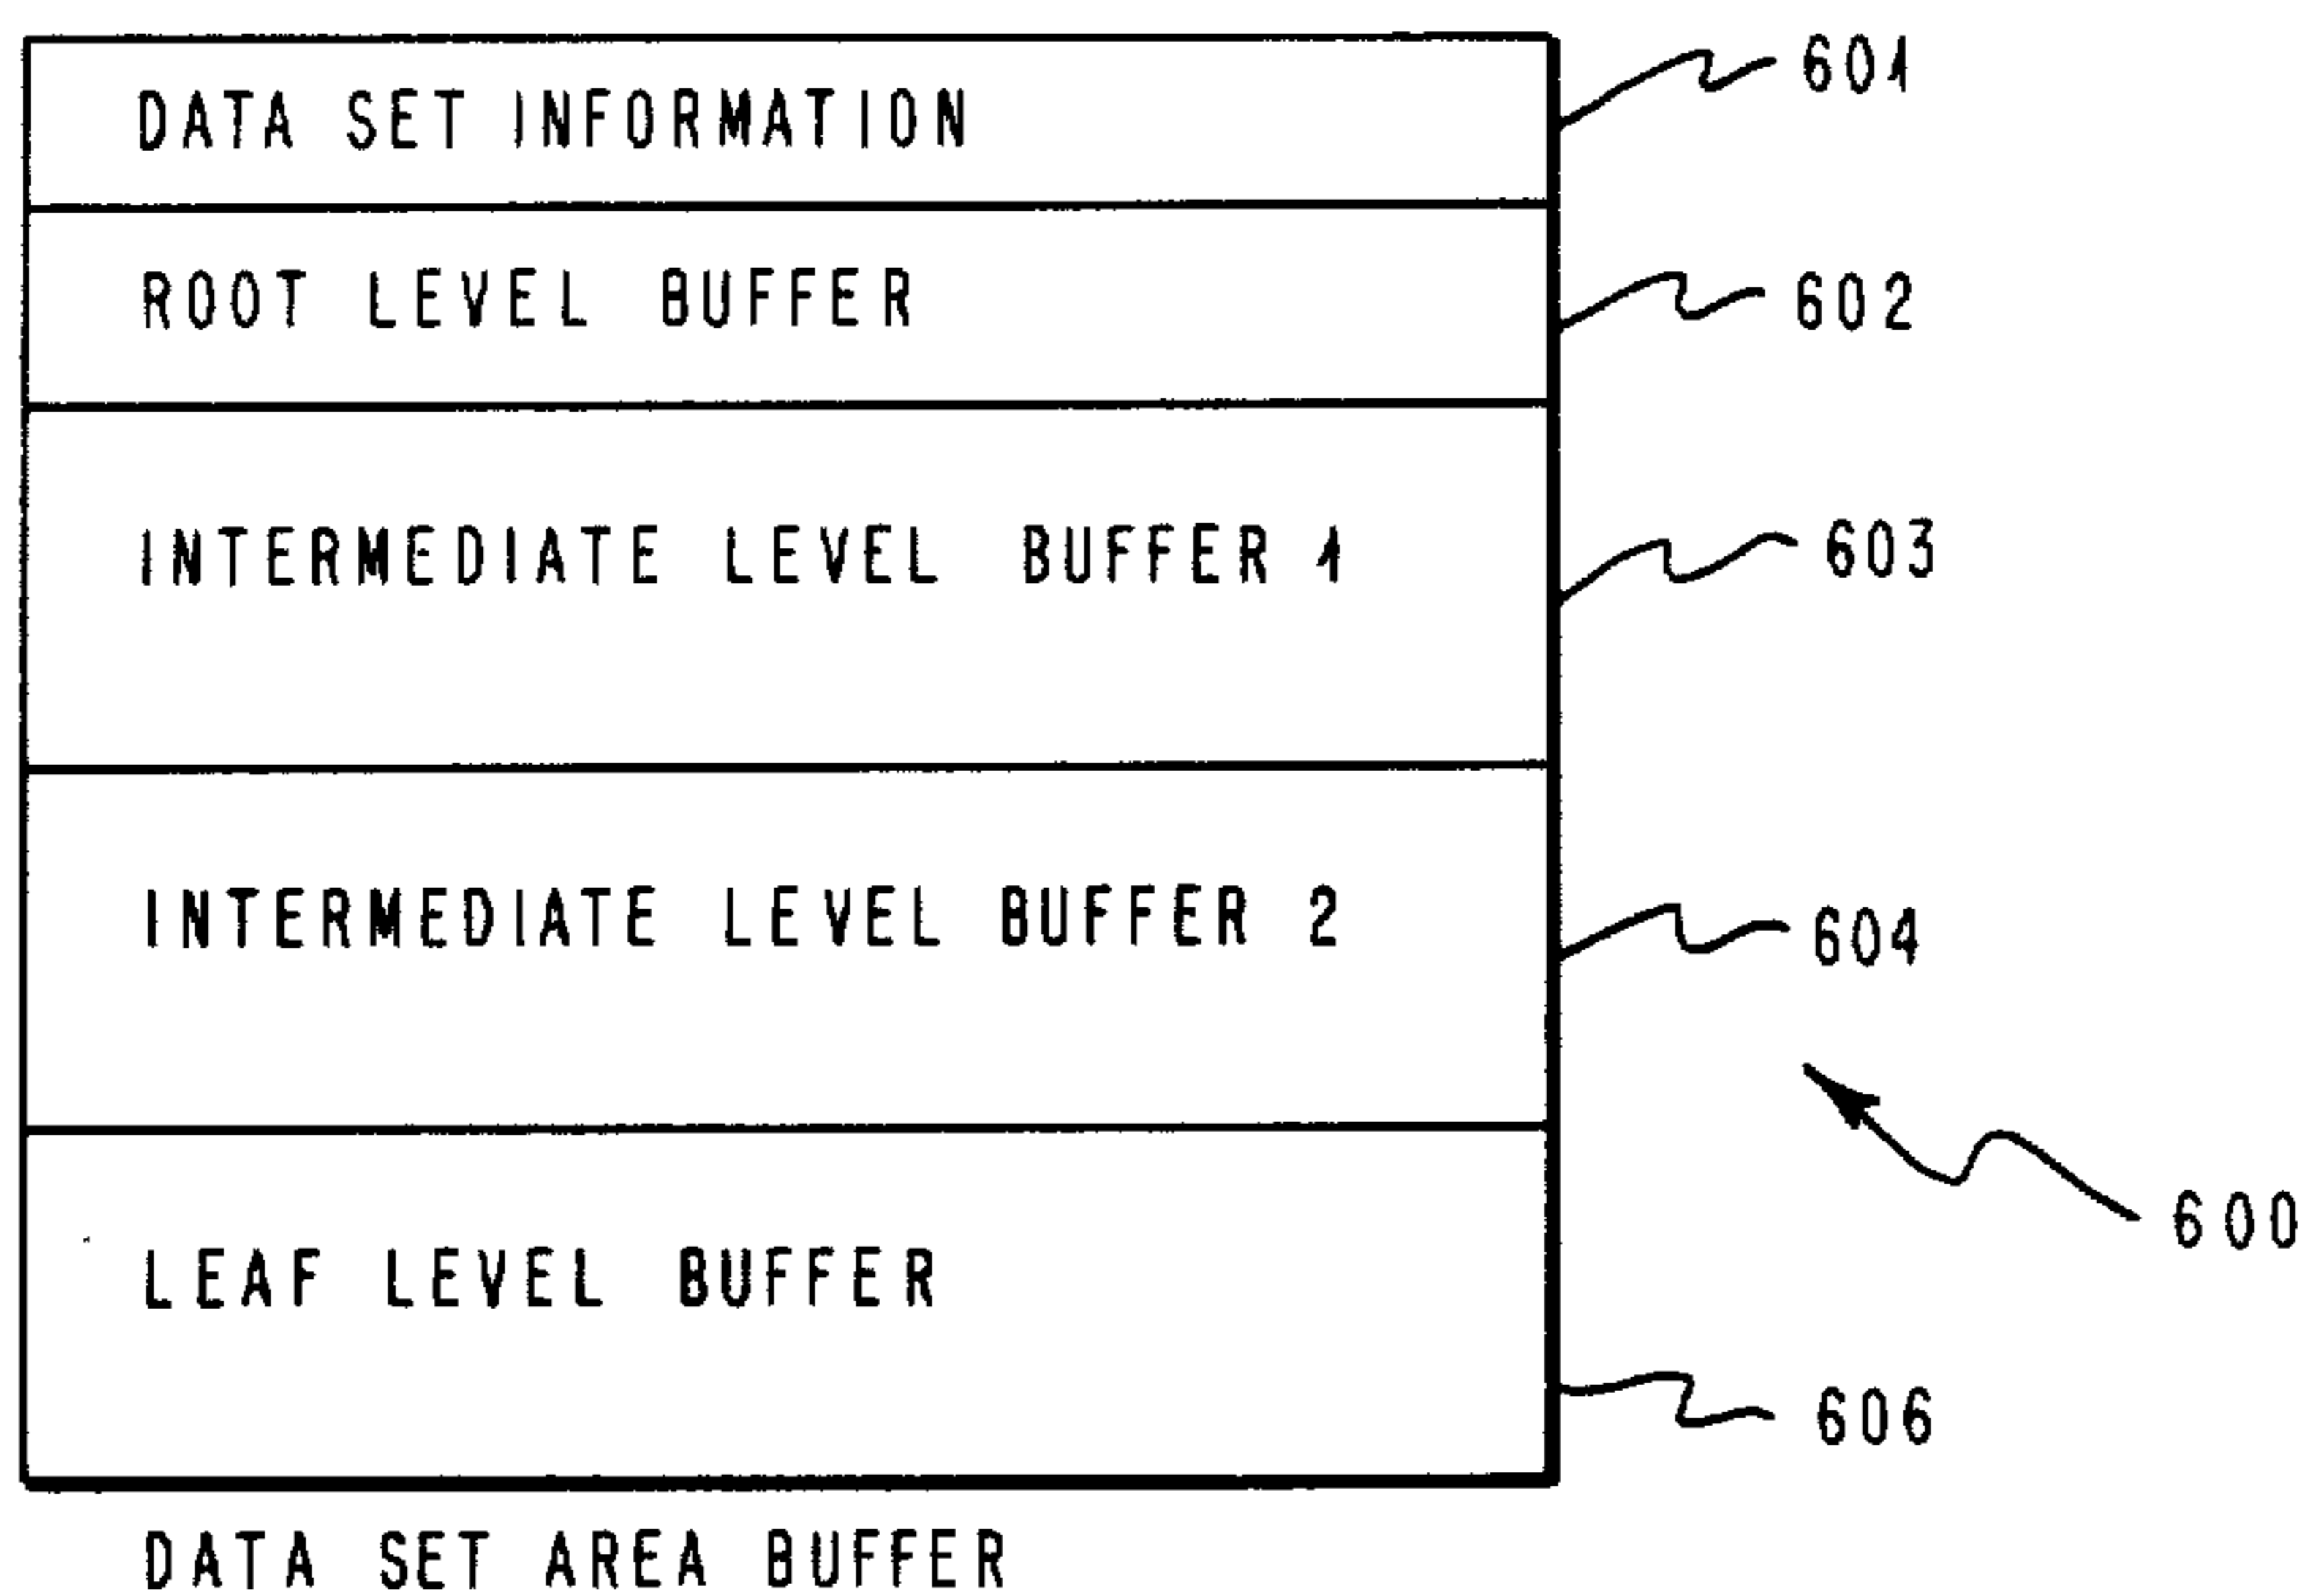 DATA SET INFORMATION 601
ROOT LEVEL BUFFER 602
INTERMEDIATE LEVEL BUFFER 1 603
INTERMEDIATE LEVEL BUFFER 2 604
600
LEAF LEVEL BUFFER
606
DATA SET AREA BUFFER